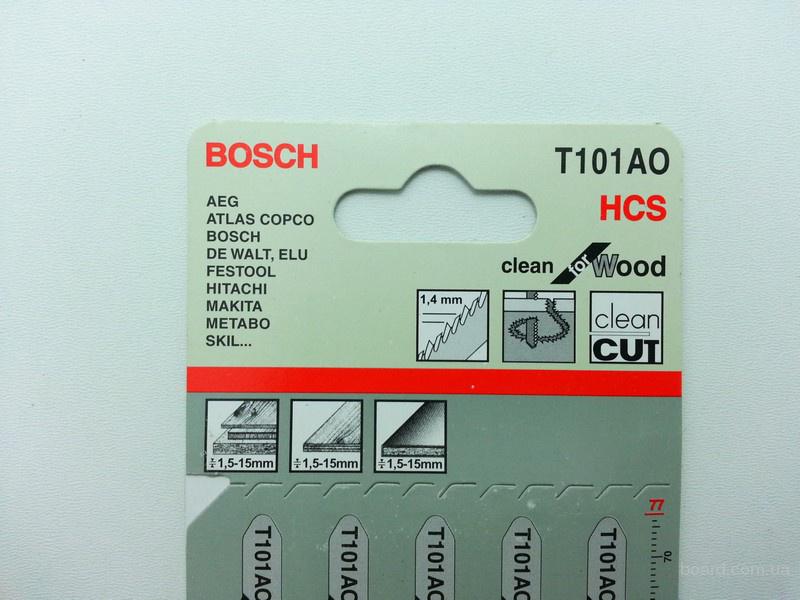 BOSCH
T101AO
HCS
AEG
ATLAS COPCO
BOSCH
DE WALT, ELU
FESTOOL
HITACHI
MAKITA
METABO
SKIL...
clean for Wood
1,4 mm
clean
CUT
1,5-15mm
1,5-15mm
1,5-15mm
77
70
T101AO
T101AO
T101AO
T101AO
T101AO
board.com.ua